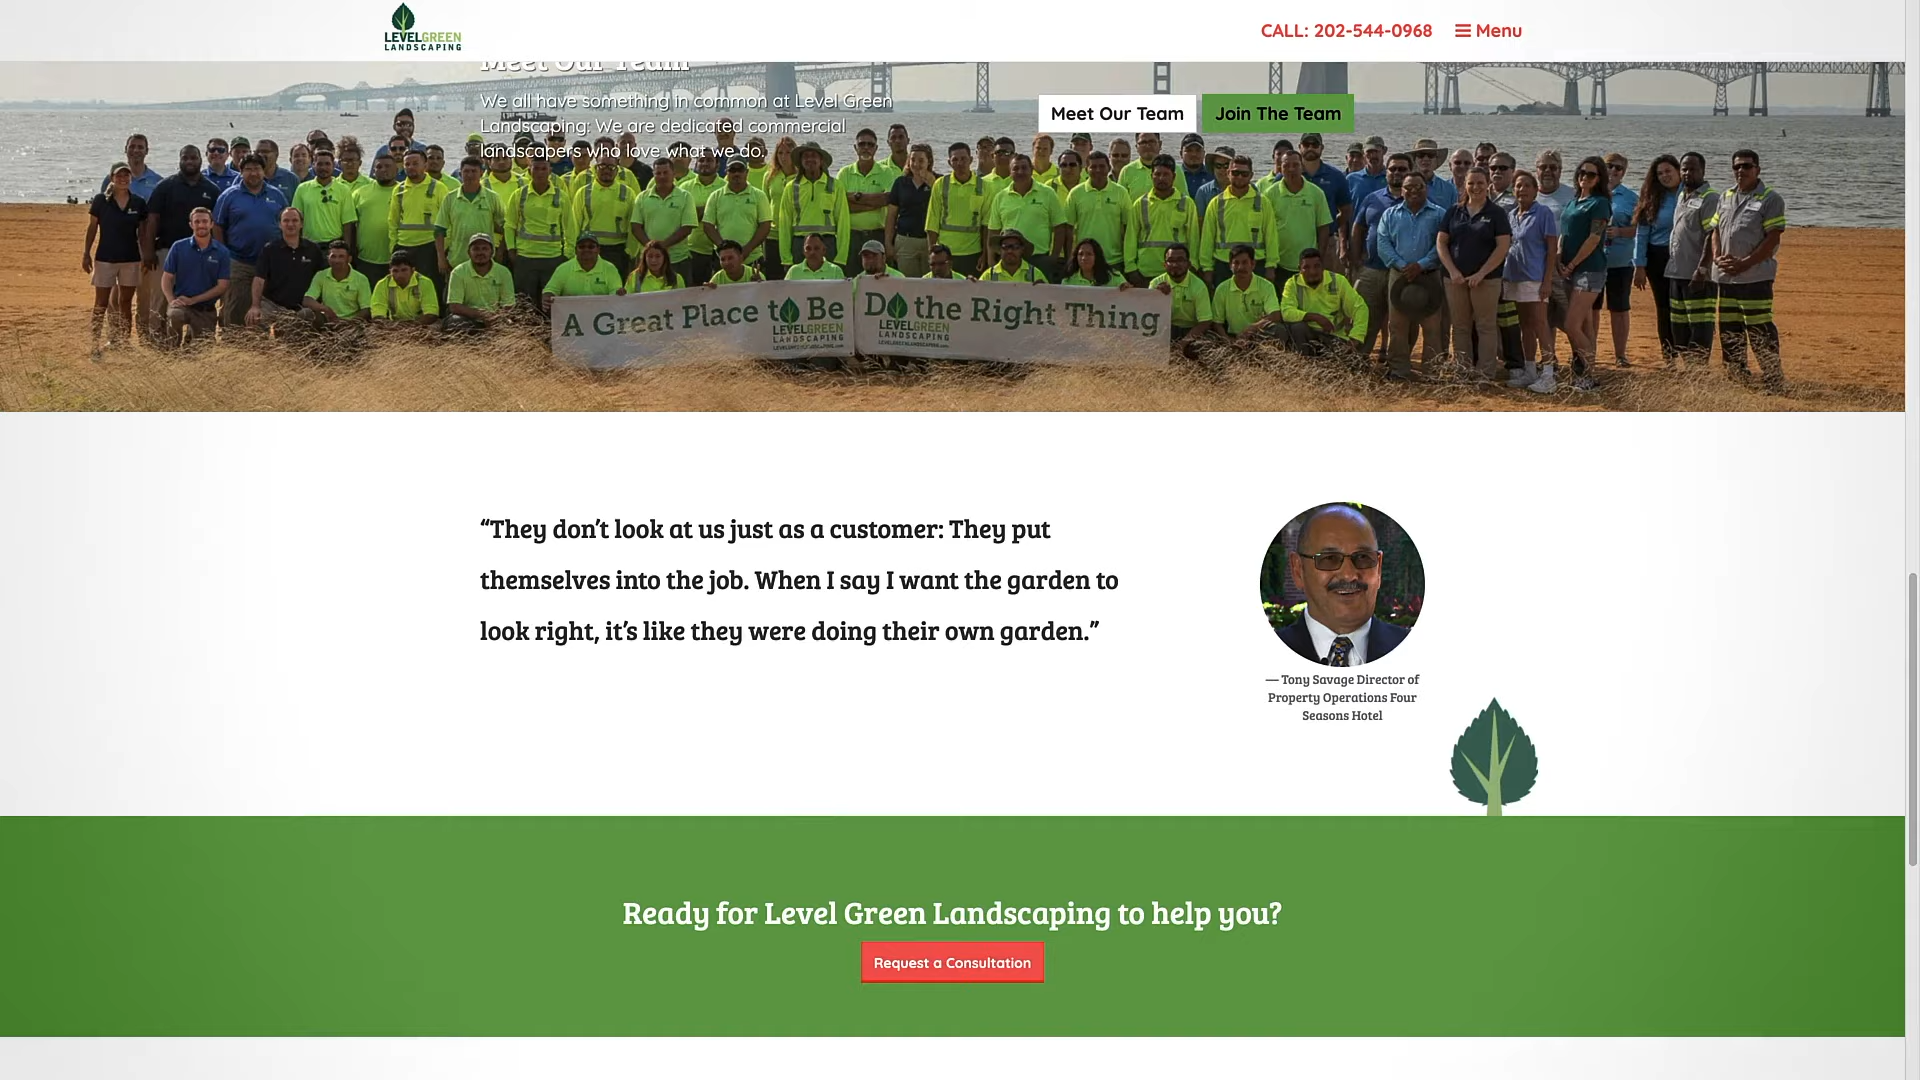 LEVELGREEN
LANDSCAPING
CALL: 202-544-0968
Menu
Meet Our Team
We all have something in common at Level Green
Landscaping: We are dedicated commercial
landscapers who love what we do.
Meet Our Team
Join The Team
A Great Place to Be
LEVELGREEN
LANDSCAPING
Do the Right Thing
LEVELGREEN
LANDSCAPING
“They don’t look at us just as a customer: They put
themselves into the job. When I say I want the garden to
look right, it’s like they were doing their own garden.”
— Tony Savage Director of
Property Operations Four
Seasons Hotel
Ready for Level Green Landscaping to help you?
Request a Consultation